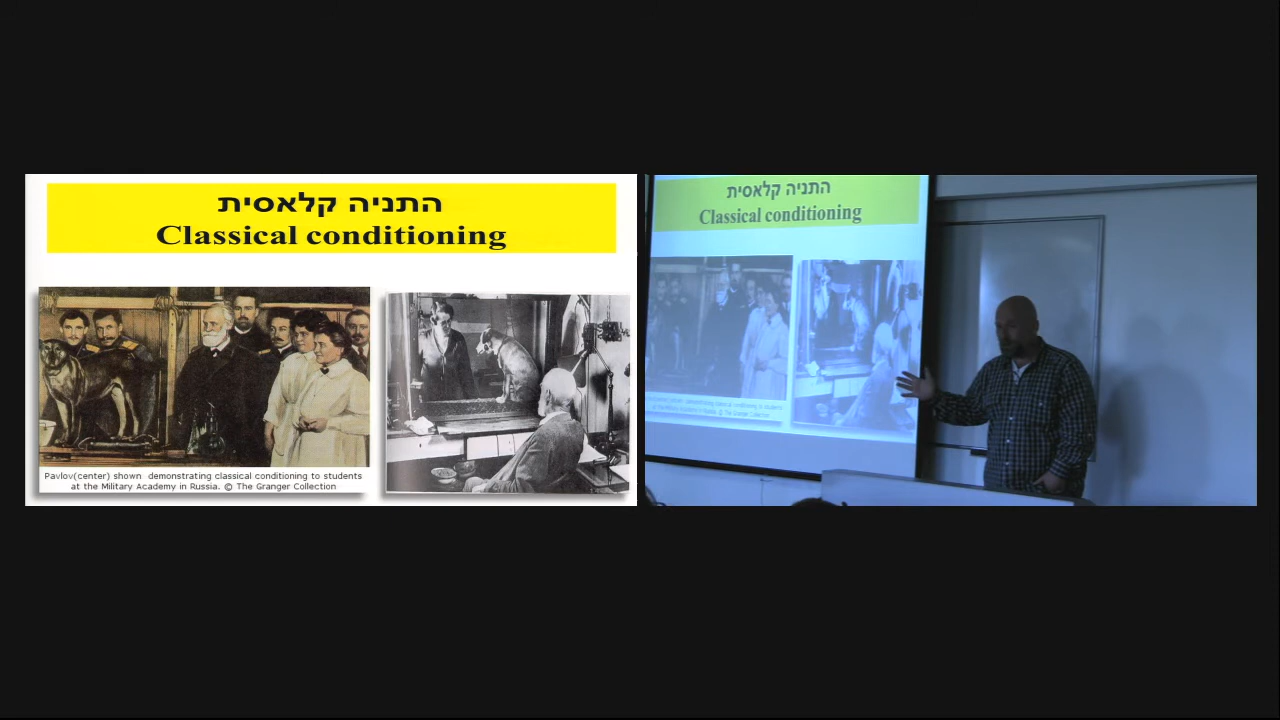 התניה קלאסית
Classical conditioning
Pavlov(center) shown demonstrating classical conditioning to students
at the Military Academy in Russia. © The Granger Collection
התניה קלאסית
Classical conditioning